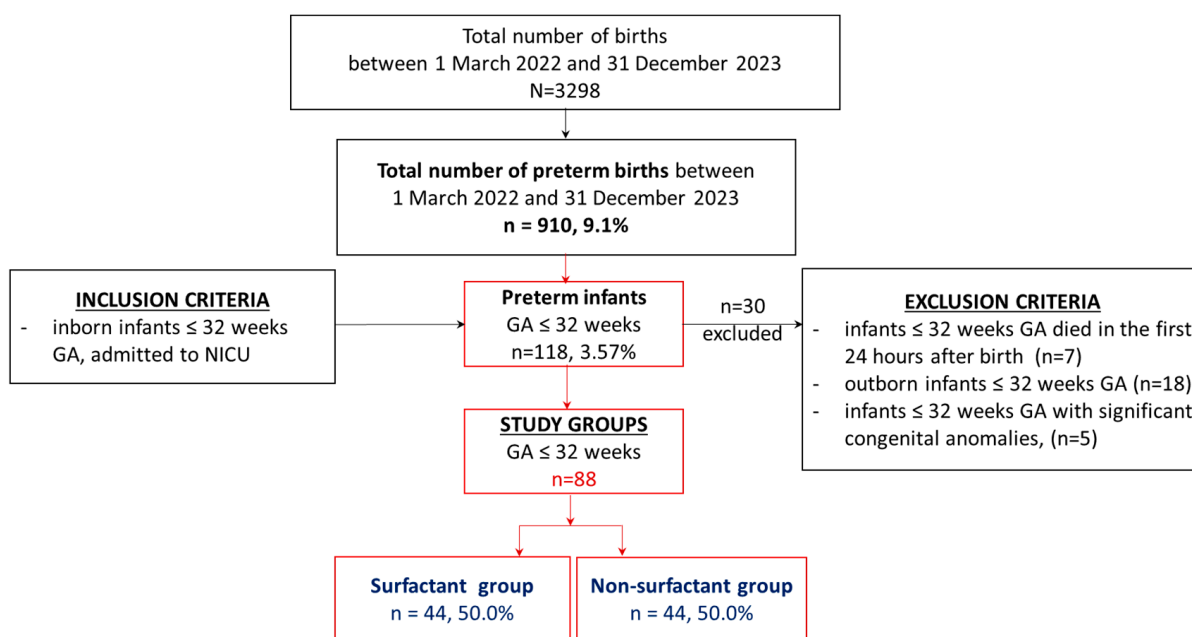 Total number of births
between 1 March 2022 and 31 December 2023
N=3298
Total number of preterm births between
1 March 2022 and 31 December 2023
n = 910, 9.1%
INCLUSION CRITERIA
- inborn infants ≤ 32 weeks
GA, admitted to NICU
Preterm infants
GA ≤ 32 weeks
n=118, 3.57%
n=30
excluded
EXCLUSION CRITERIA
- infants ≤ 32 weeks GA died in the first
24 hours after birth (n=7)
- outborn infants ≤ 32 weeks GA (n=18)
- infants ≤ 32 weeks GA with significant
congenital anomalies, (n=5)
STUDY GROUPS
GA ≤ 32 weeks
n=88
Surfactant group
n = 44, 50.0%
Non-surfactant group
n = 44, 50.0%